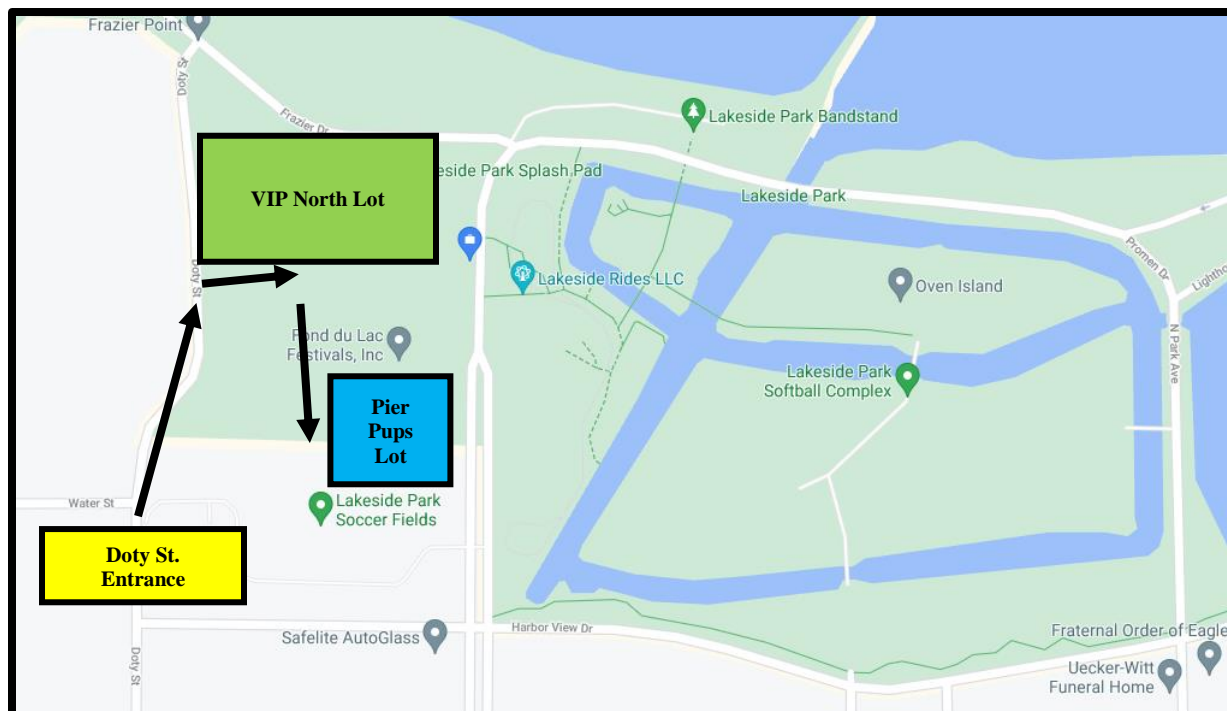 Frazier Point
Doty St
Frazier Dr
Lakeside Park Bandstand
eside Park Splash Pad
VIP North Lot
Lakeside Park
Promen Dr
Lightho
Doty St
Lakeside Rides LLC
Oven Island
N Park Ave
Fond du Lac
Festivals, Inc
Lakeside Park
Softball Complex
Pier
Pups
Lot
Water St
Lakeside Park
Soccer Fields
Doty St.
Entrance
Safelite AutoGlass
Harbor View Dr
Fraternal Order of Eagle
Doty St
Uecker-Witt
Funeral Home